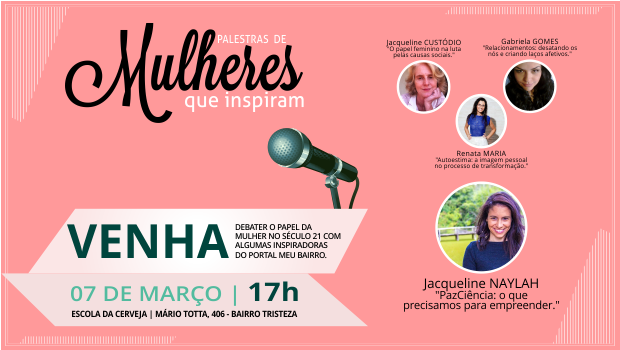 PALESTRAS DE
Mulheres
que inspiram
Jacqueline CUSTÓDIO
"O papel feminino na luta
pelas causas sociais."
Gabriela GOMES
"Relacionamentos: desatando os
nós e criando laços afetivos."
Renata MARIA
"Autoestima: a imagem pessoal
no processo de transformação."
VENHA
DEBATER O PAPEL DA
MULHER NO SÉCULO 21 COM
ALGUMAS INSPIRADORAS
DO PORTAL MEU BAIRRO.
07 DE MARÇO | 17h
ESCOLA DA CERVEJA | MÁRIO TOTTA, 406 - BAIRRO TRISTEZA
Jacqueline NAYLAH
"PazCiência: o que
precisamos para empreender."